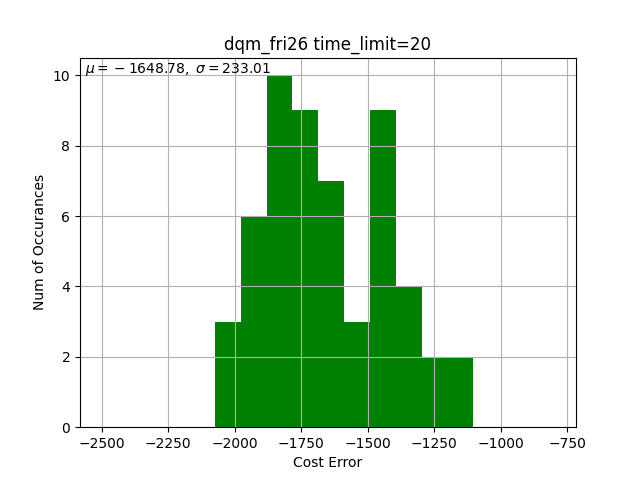 dqm_fri26 time_limit=20
μ = −1648.78, σ = 233.01
10
8
6
4
2
0
Num of Occurances
−2500 −2250 −2000 −1750 −1500 −1250 −1000 −750
Cost Error